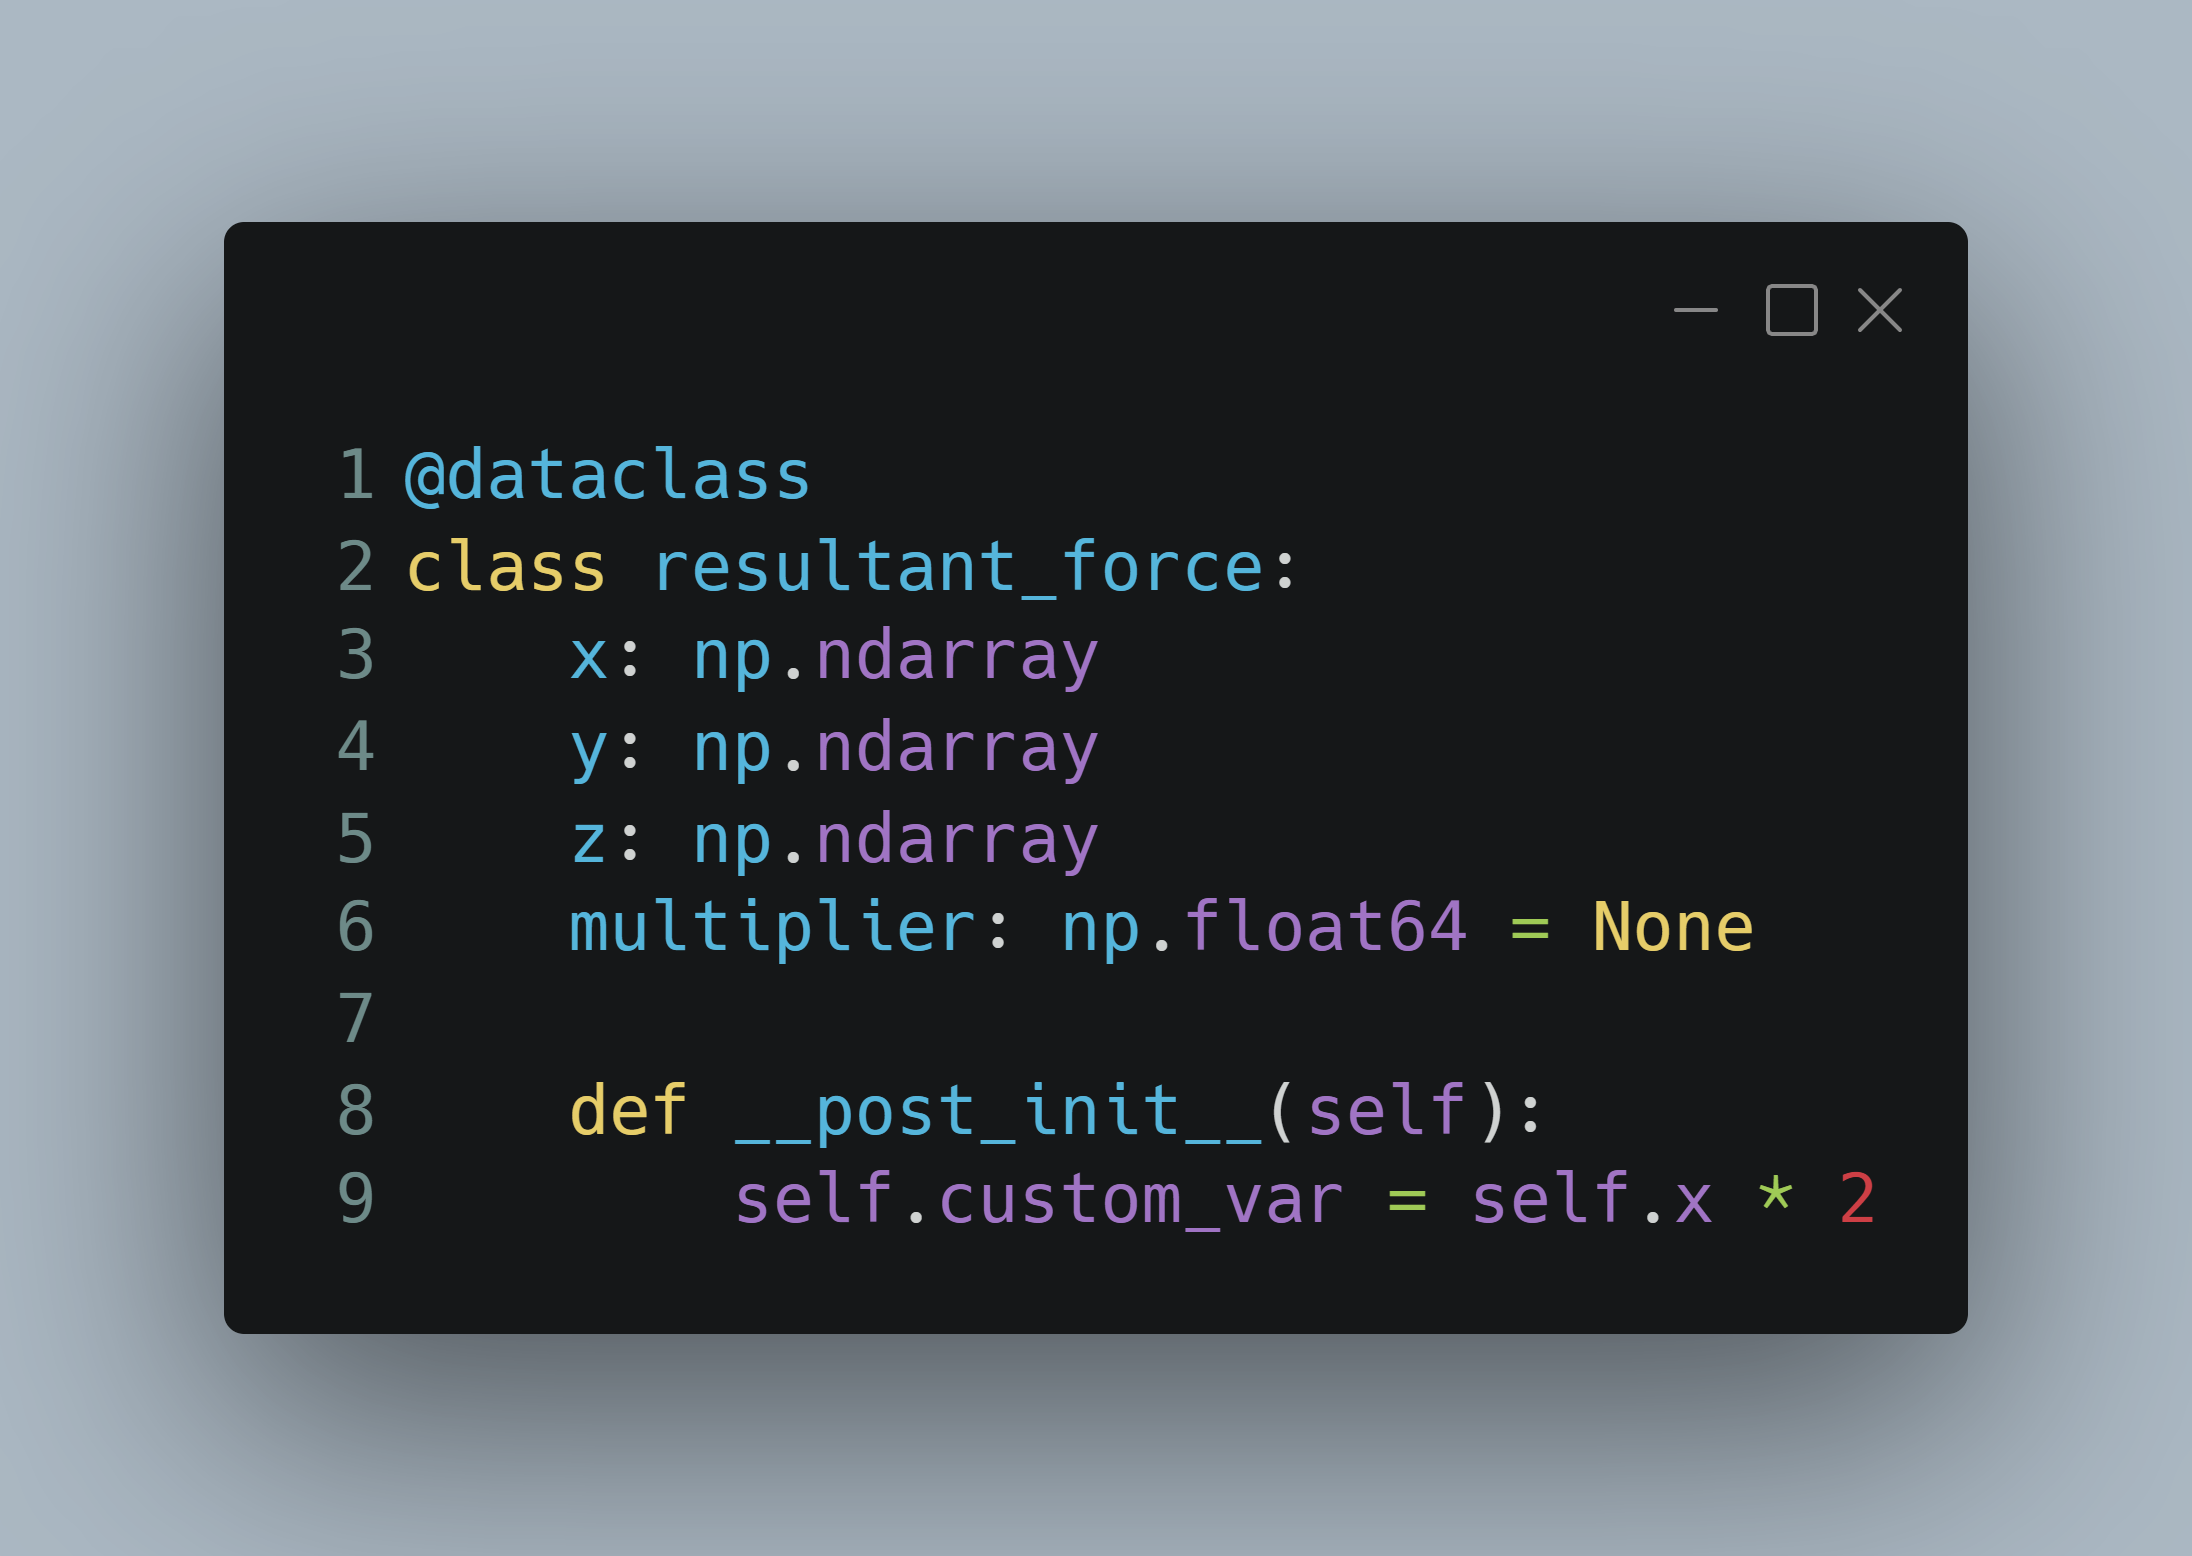 1 @dataclass
2 class resultant_force:
3     x: np.ndarray
4     y: np.ndarray
5     z: np.ndarray
6     multiplier: np.float64 = None
7
8     def __post_init__(self):
9         self.custom_var = self.x * 2